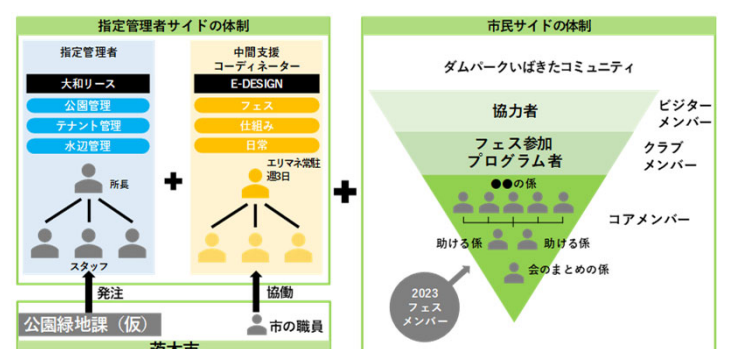 指定管理者サイドの体制
指定管理者
大和リース
公園管理
テナント管理
水辺管理
所長
スタッフ
中間支援
コーディネーター
E-DESIGN
フェス
仕組み
日常
エリマネ常駐
週3日
発注
協働
公園緑地課（仮）
市の職員
茨木市
市民サイドの体制
ダムパークいばきたコミュニティ
協力者
ビジター
メンバー
フェス参加
プログラム者
クラブ
メンバー
●●の係
コアメンバー
助ける係
助ける係
会のまとめの係
2023
フェス
メンバー